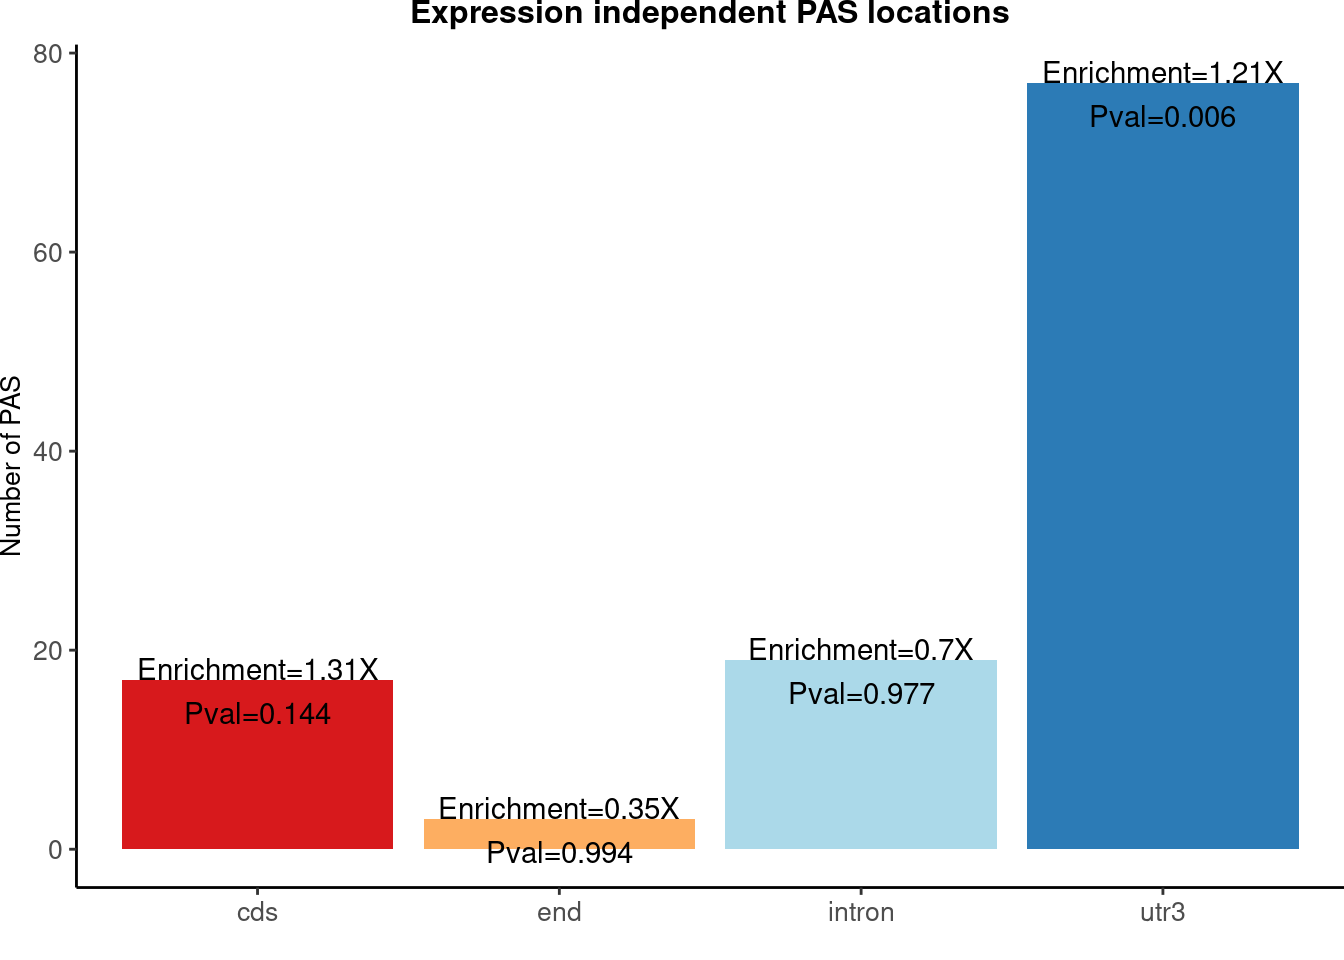 Expression independent PAS locations
Number of PAS
80
60
40
20
0
Enrichment=1.31X
Pval=0.144
Enrichment=0.35X
Pval=0.994
Enrichment=0.7X
Pval=0.977
Enrichment=1.21X
Pval=0.006
cds
end
intron
utr3